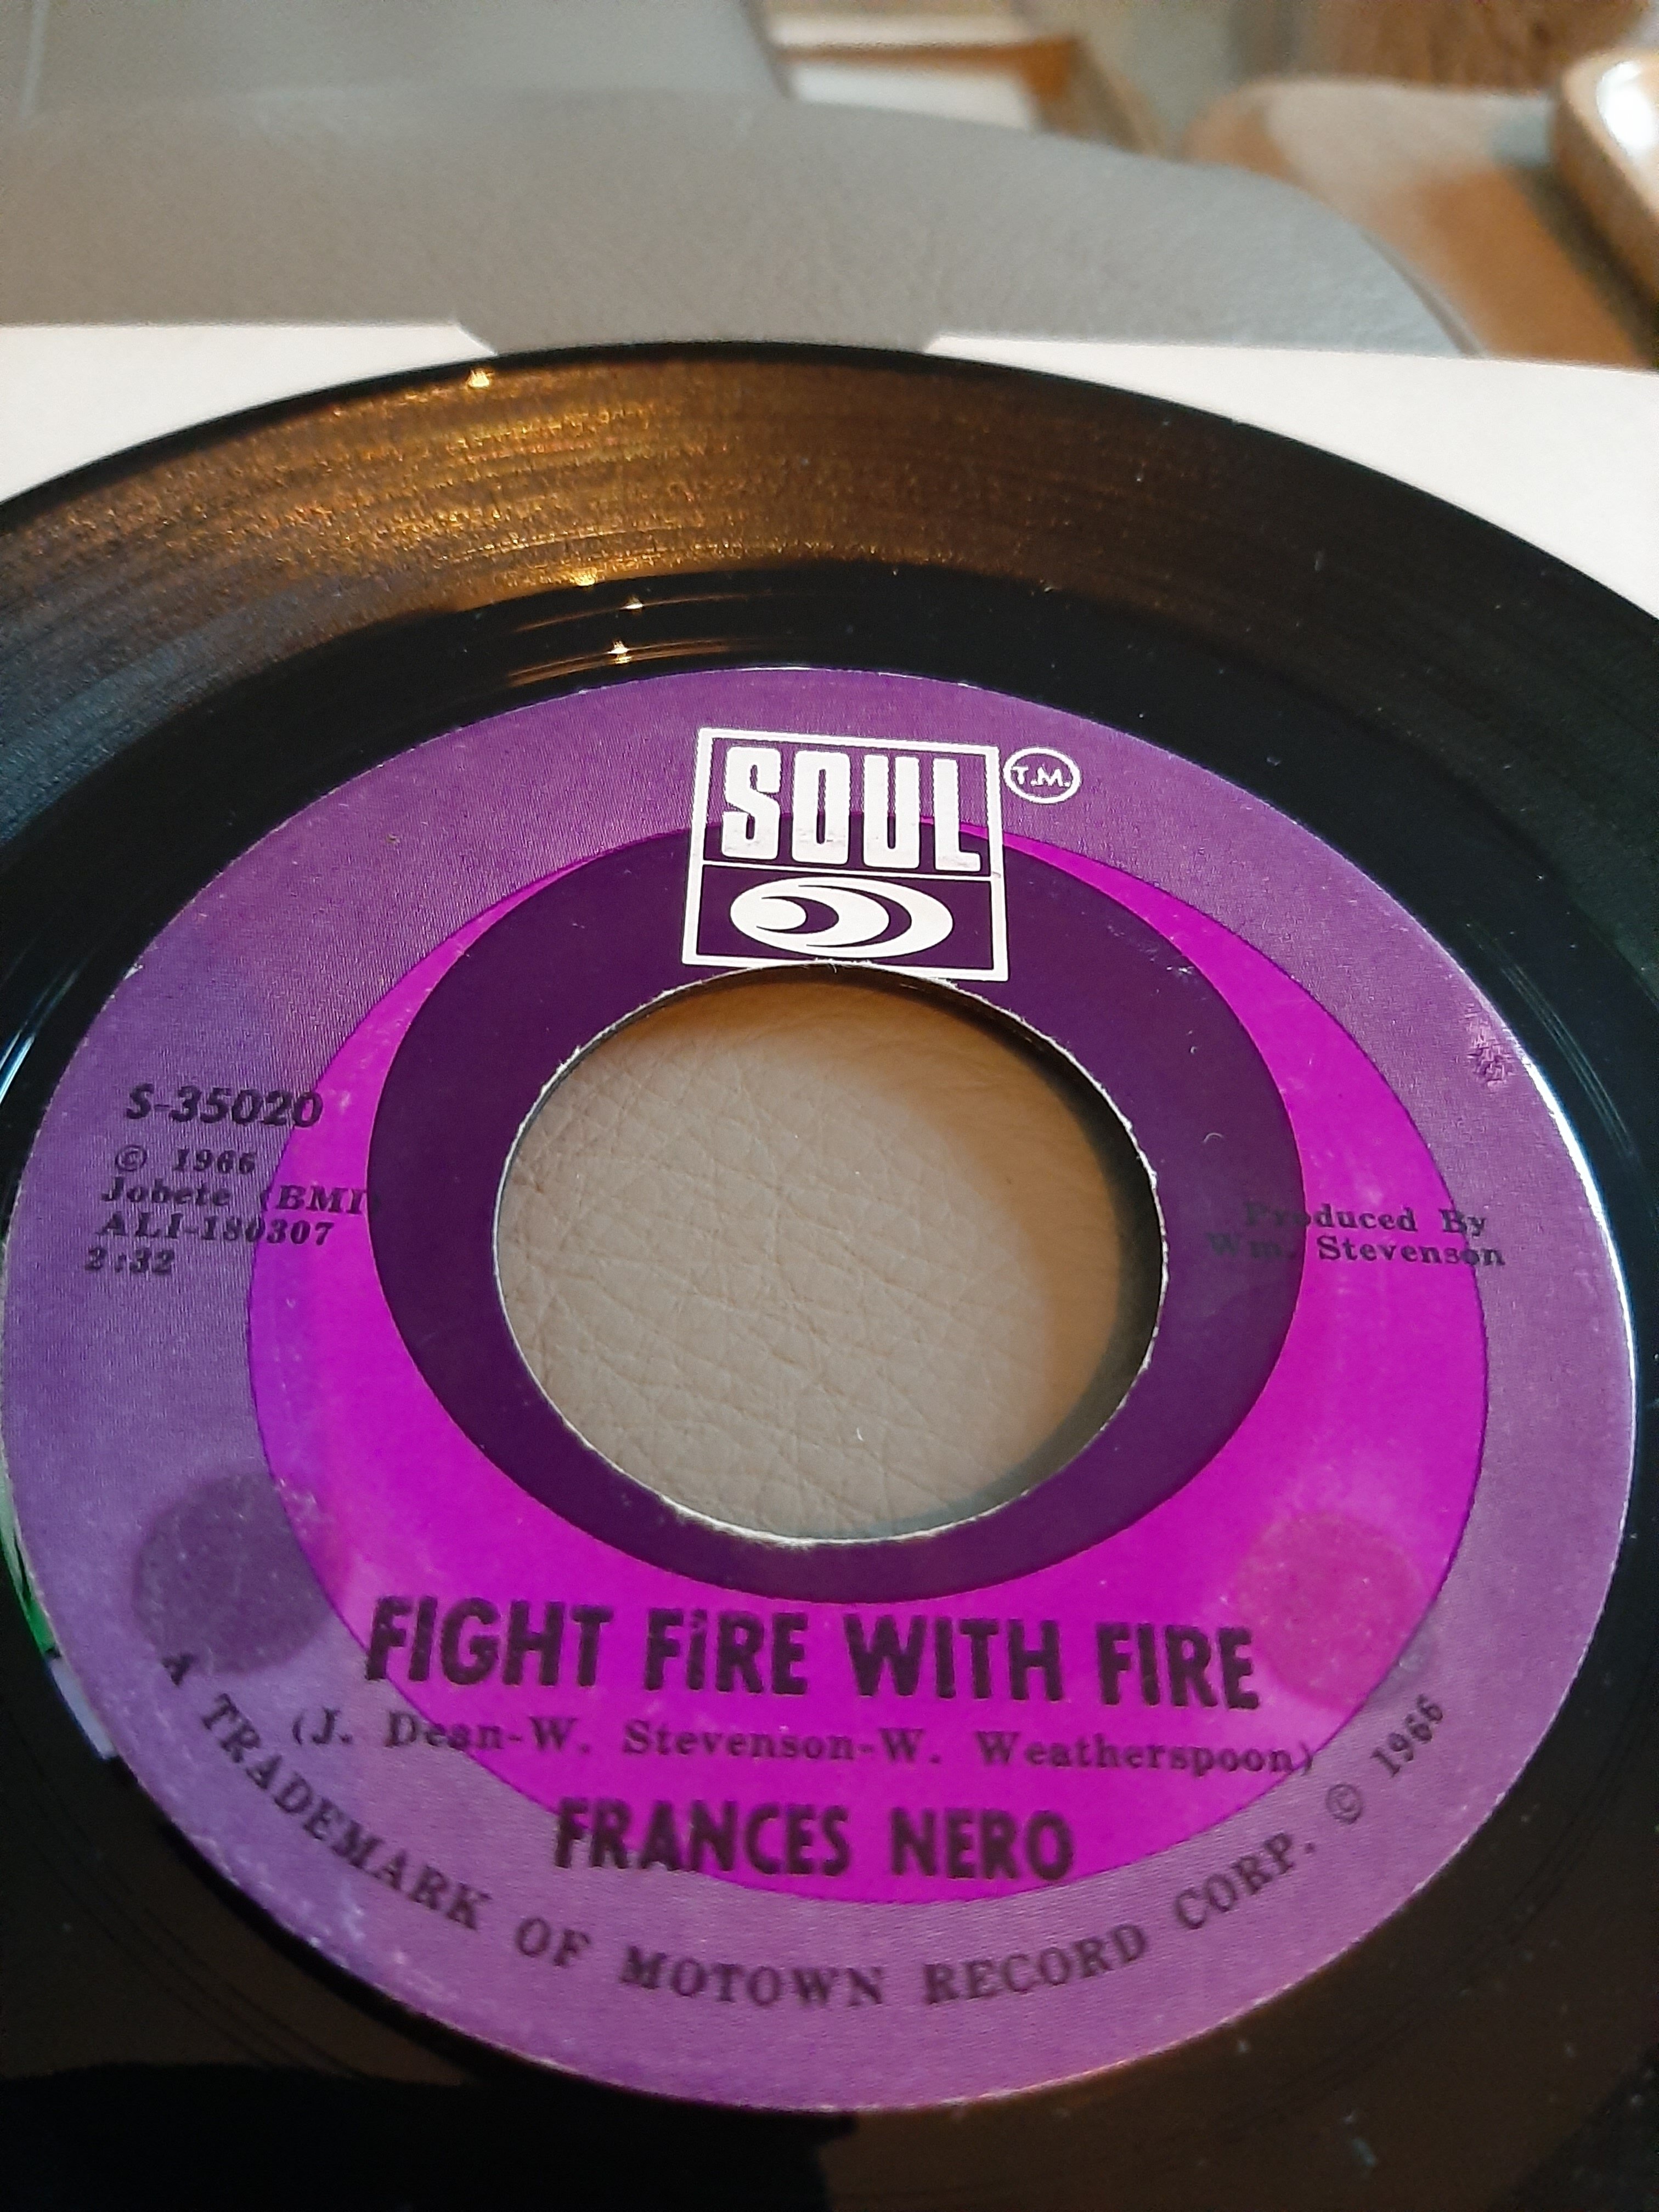 SOUL T.M.
S-35020
© 1966
Jobete (BMI)
ALI-180307
2:32
Produced By
Wm. Stevenson
FIGHT FiRE WITH FIRE
(J. Dean-W. Stevenson-W. Weatherspoon)
FRANCES NERO
A TRADEMARK OF MOTOWN RECORD CORP. © 1966